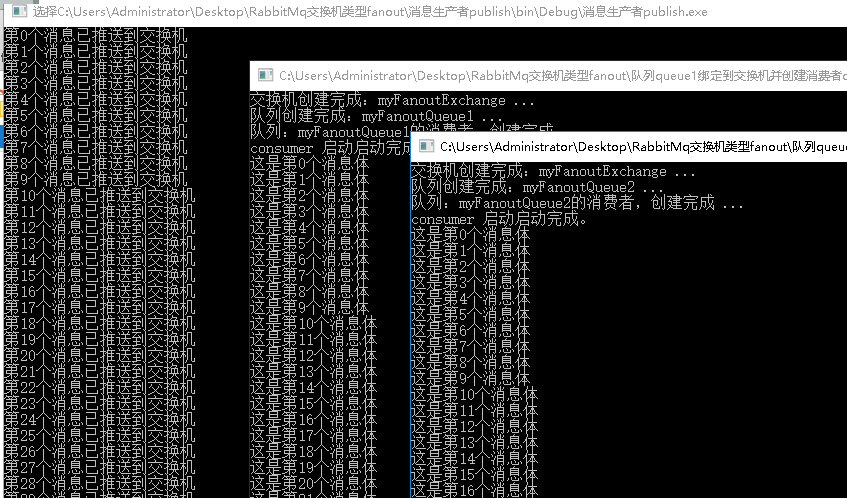 选择C:\Users\Administrator\Desktop\RabbitMq交换机类型fanout\消息生产者publish\bin\Debug\消息生产者publish.exe
第0个消息已推送到交换机
第1个消息已推送到交换机
第2个消息已推送到交换机
第3个消息已推送到交换机
第4个消息已推送到交换机
第5个消息已推送到交换机
第6个消息已推送到交换机
第7个消息已推送到交换机
第8个消息已推送到交换机
第9个消息已推送到交换机
第10个消息已推送到交换机
第11个消息已推送到交换机
第12个消息已推送到交换机
第13个消息已推送到交换机
第14个消息已推送到交换机
第15个消息已推送到交换机
第16个消息已推送到交换机
第17个消息已推送到交换机
第18个消息已推送到交换机
第19个消息已推送到交换机
第20个消息已推送到交换机
第21个消息已推送到交换机
第22个消息已推送到交换机
第23个消息已推送到交换机
第24个消息已推送到交换机
第25个消息已推送到交换机
第26个消息已推送到交换机
第27个消息已推送到交换机
第28个消息已推送到交换机
C:\Users\Administrator\Desktop\RabbitMq交换机类型fanout\队列queue1绑定到交换机并创建消费者c
交换机创建完成：myFanoutExchange ...
队列创建完成：myFanoutQueue1 ...
队列：myFanoutQueue1的消费者，创建完成
consumer 启动启动完成
这是第0个消息体
这是第1个消息体
这是第2个消息体
这是第3个消息体
这是第4个消息体
这是第5个消息体
这是第6个消息体
这是第7个消息体
这是第8个消息体
这是第9个消息体
这是第10个消息体
这是第11个消息体
这是第12个消息体
这是第13个消息体
这是第14个消息体
这是第15个消息体
这是第16个消息体
这是第17个消息体
这是第18个消息体
这是第19个消息体
这是第20个消息体
C:\Users\Administrator\Desktop\RabbitMq交换机类型fanout\队列queue
交换机创建完成：myFanoutExchange ...
队列创建完成：myFanoutQueue2 ...
队列：myFanoutQueue2的消费者，创建完成 ...
consumer 启动启动完成。
这是第0个消息体
这是第1个消息体
这是第2个消息体
这是第3个消息体
这是第4个消息体
这是第5个消息体
这是第6个消息体
这是第7个消息体
这是第8个消息体
这是第9个消息体
这是第10个消息体
这是第11个消息体
这是第12个消息体
这是第13个消息体
这是第14个消息体
这是第15个消息体
这是第16个消息体